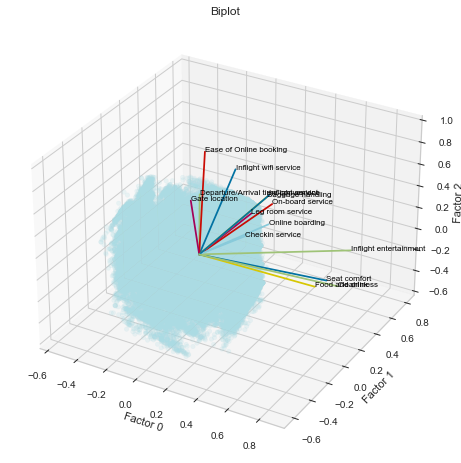 Biplot
1.0
0.8
0.6
0.4
0.2
0.0
−0.2
−0.4
−0.6
Factor 2
Ease of Online booking
Inflight wifi service
Departure/Arrival time
Gate location
On-board service
Leg room service
Online boarding
Checkin service
Inflight entertainment
Seat comfort
Food and drink
−0.6
−0.4
−0.2
0.0
0.2
0.4
0.6
0.8
Factor 0
−0.6
−0.4
−0.2
0.0
0.2
0.4
0.6
0.8
Factor 1